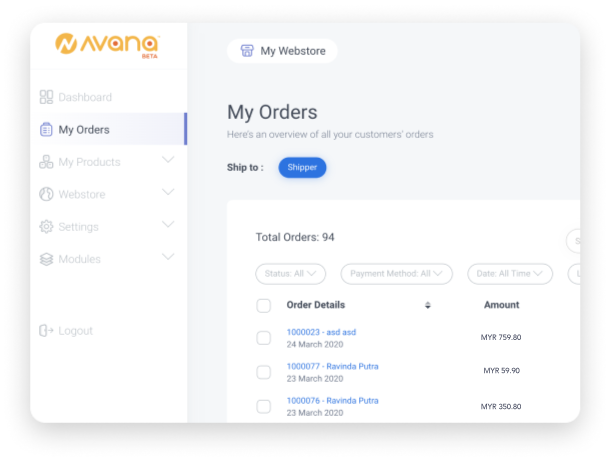 AVANA
BETA
My Webstore
Dashboard
My Orders
My Products
Webstore
Settings
Modules
Logout
My Orders
Here's an overview of all your customers' orders
Ship to :
Shipper
Total Orders: 94
Status: All
Payment Method: All
Date: All Time
Order Details
Amount
1000023 - asd asd
24 March 2020
MYR 759.80
1000077 - Ravinda Putra
23 March 2020
MYR 59.90
1000076 - Ravinda Putra
23 March 2020
MYR 350.80